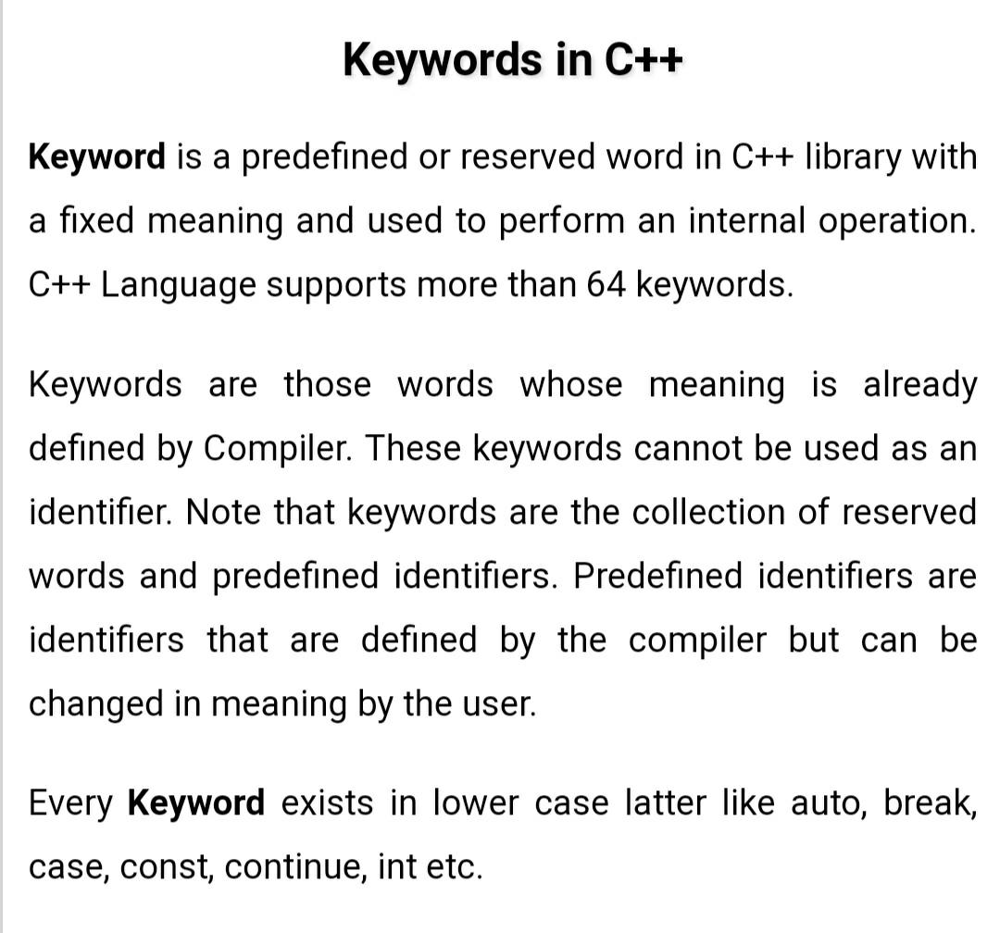 Keywords in C++
Keyword is a predefined or reserved word in C++ library with
a fixed meaning and used to perform an internal operation.
C++ Language supports more than 64 keywords.
Keywords are those words whose meaning is already
defined by Compiler. These keywords cannot be used as an
identifier. Note that keywords are the collection of reserved
words and predefined identifiers. Predefined identifiers are
identifiers that are defined by the compiler but can be
changed in meaning by the user.
Every Keyword exists in lower case latter like auto, break,
case, const, continue, int etc.